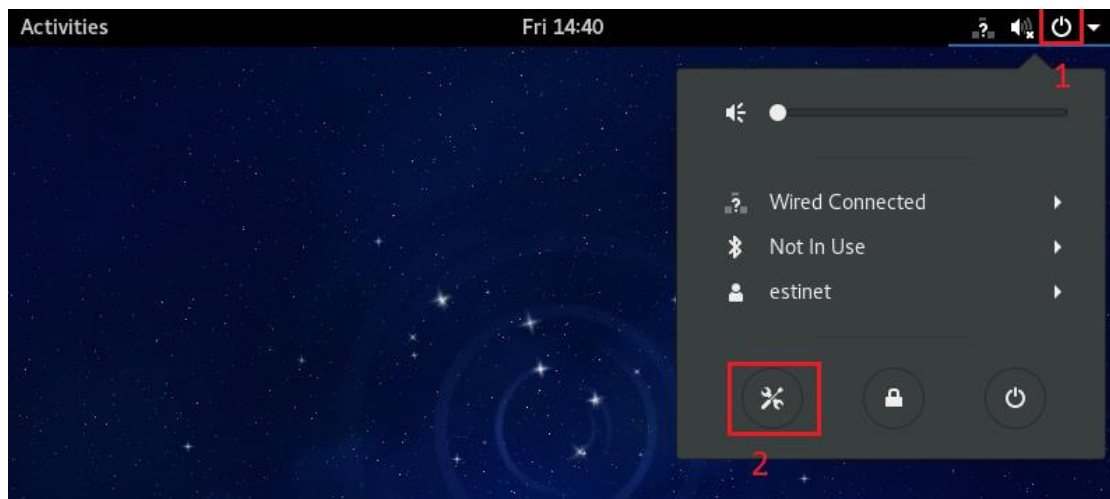 Activities Fri 14:40
1
Wired Connected
Not In Use
estinet
2